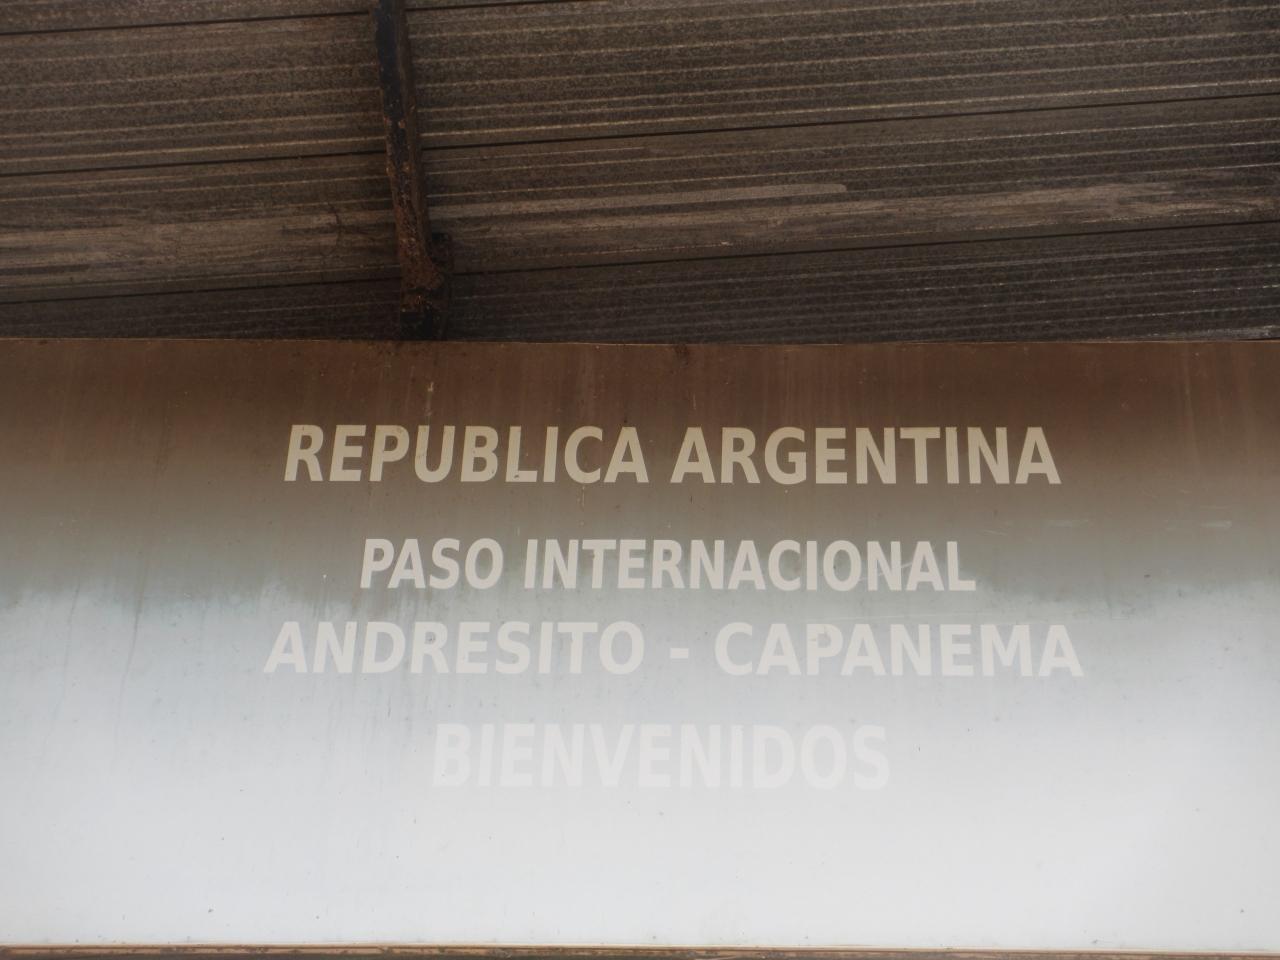 REPUBLICA ARGENTINA
PASO INTERNACIONAL
ANDRESITO - CAPANEMA
BIENVENIDOS